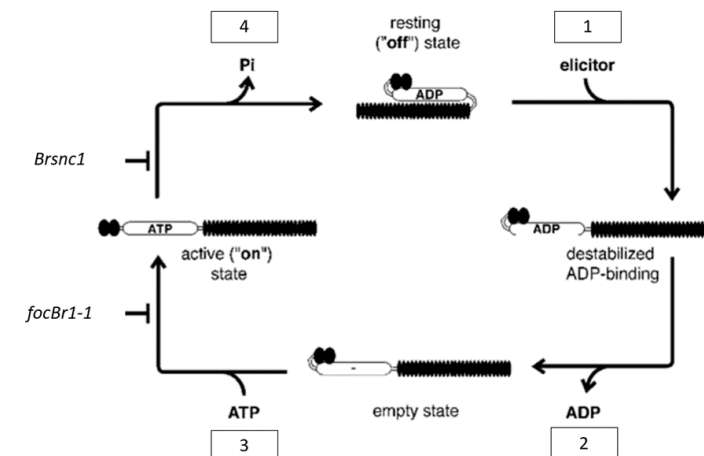 4
resting
("off") state
1
Pi
elicitor
ADP
Brsnc1
ATP
ADP
active ("on")
state
destabilized
ADP-binding
focBr1-1
-
ATP
empty state
ADP
3
2